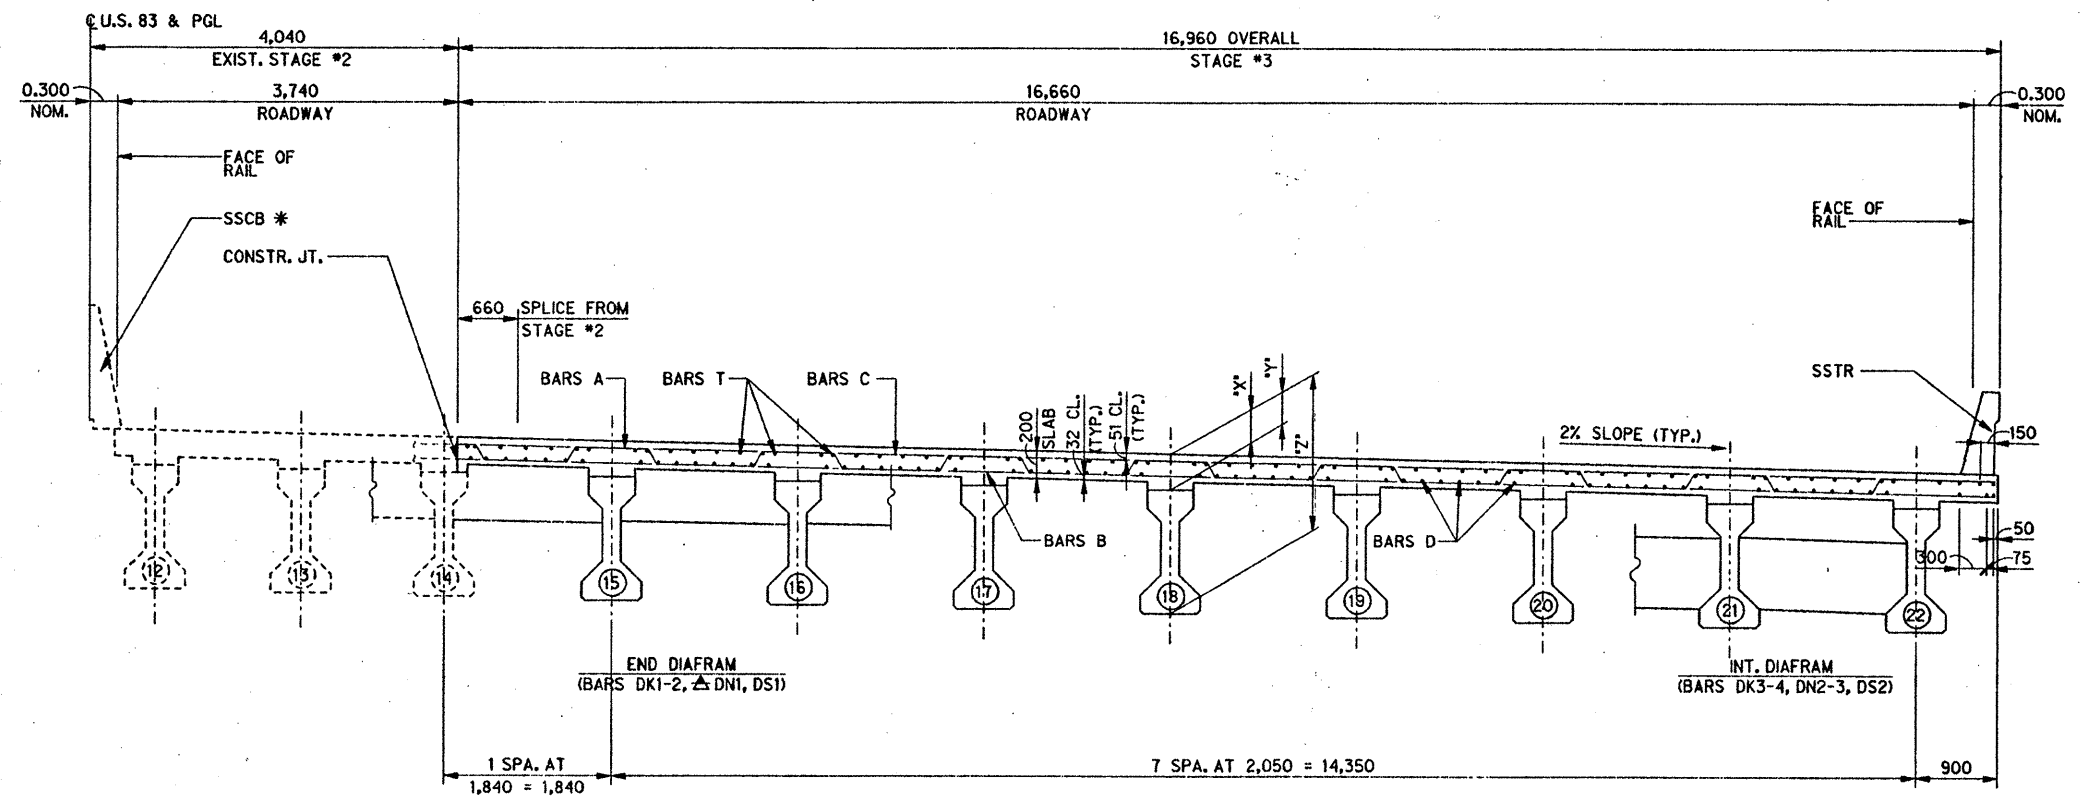 ℄ U.S. 83 & PGL
4,040
EXIST. STAGE #2
16,960 OVERALL
STAGE #3
0.300
NOM.
3,740
ROADWAY
16,660
ROADWAY
0.300
NOM.
FACE OF
RAIL
SSCB *
CONSTR. JT.
FACE OF
RAIL
660 SPLICE FROM
STAGE #2
BARS A
BARS T
BARS C
200
SLAB
32 CL.
(TYP.)
51 CL.
(TYP.)
"X"
"Y"
"Z"
SSTR
2% SLOPE (TYP.)
150
BARS B
BARS D
50
300
75
12
13
14
15
16
17
18
19
20
21
22
END DIAFRAM
(BARS DK1-2, △ DN1, DS1)
INT. DIAFRAM
(BARS DK3-4, DN2-3, DS2)
1 SPA. AT
1,840 = 1,840
7 SPA. AT 2,050 = 14,350
900